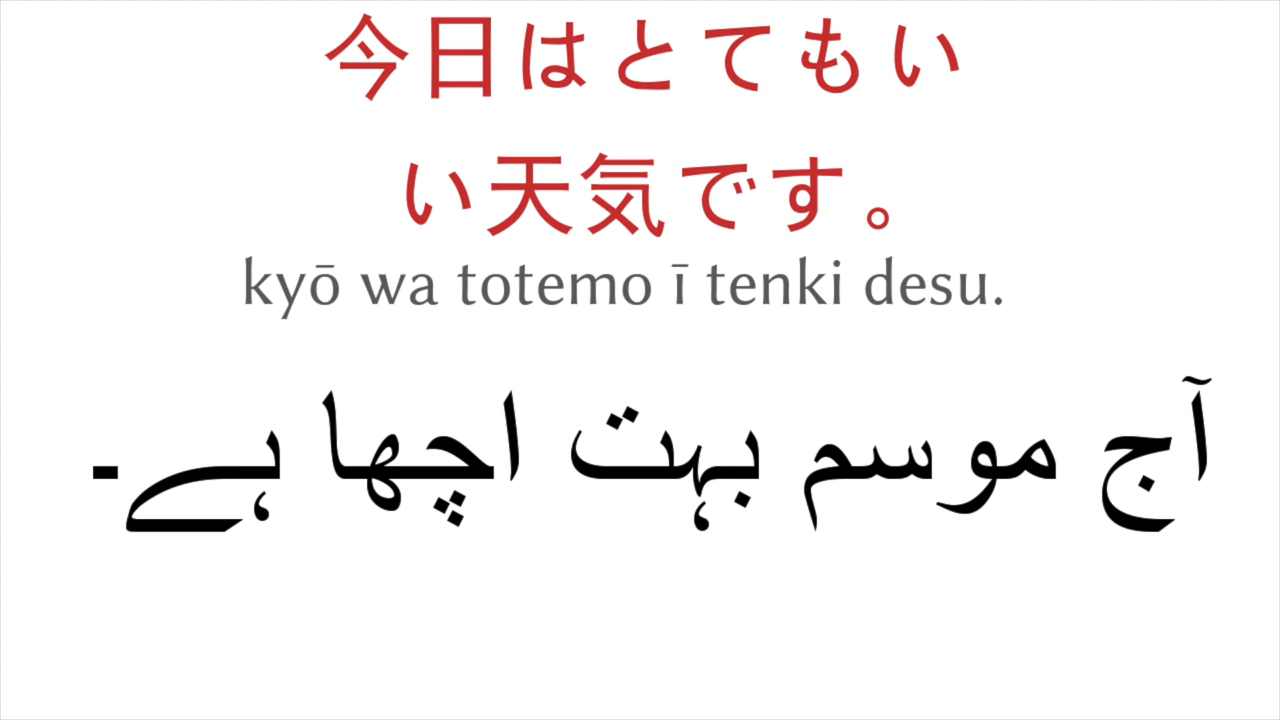 今日はとてもい
い天気です。
kyō wa totemo ī tenki desu.
آج موسم بہت اچھا ہے۔